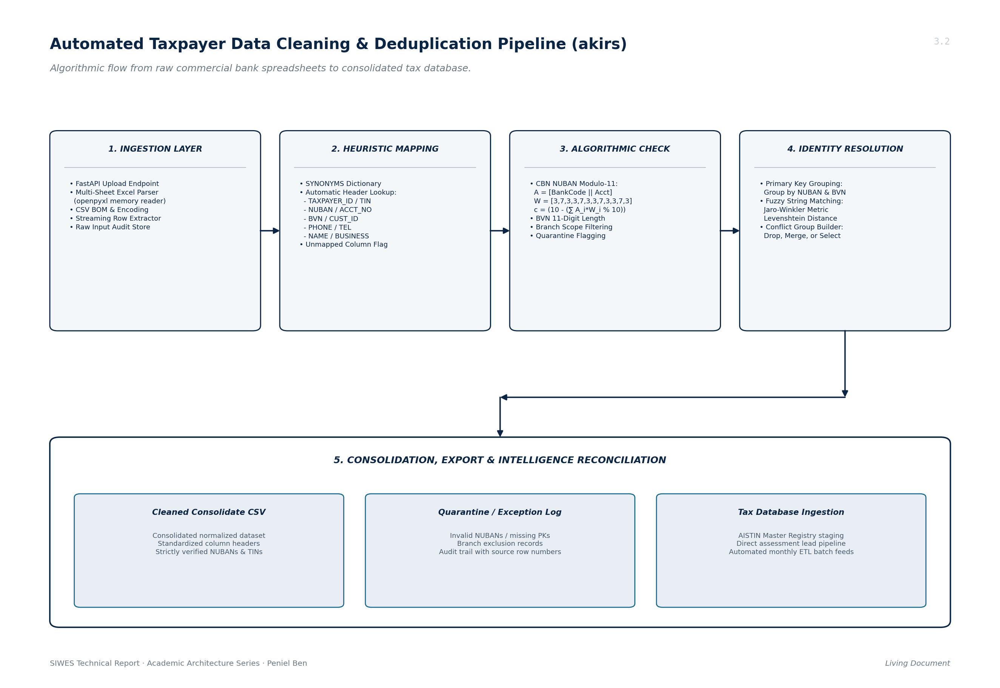 Automated Taxpayer Data Cleaning & Deduplication Pipeline (akirs)
3.2
Algorithmic flow from raw commercial bank spreadsheets to consolidated tax database.
1. INGESTION LAYER
• FastAPI Upload Endpoint
• Multi-Sheet Excel Parser
(openpyxl memory reader)
• CSV BOM & Encoding
• Streaming Row Extractor
• Raw Input Audit Store
2. HEURISTIC MAPPING
• SYNONYMS Dictionary
• Automatic Header Lookup:
- TAXPAYER_ID / TIN
- NUBAN / ACCT_NO
- BVN / CUST_ID
- PHONE / TEL
- NAME / BUSINESS
• Unmapped Column Flag
3. ALGORITHMIC CHECK
• CBN NUBAN Modulo-11:
A = [BankCode || Acct]
W = [3,7,3,3,7,3,3,7,3,3,7,3]
c = (10 - (∑ A_i*W_i % 10))
• BVN 11-Digit Length
• Branch Scope Filtering
• Quarantine Flagging
4. IDENTITY RESOLUTION
• Primary Key Grouping:
Group by NUBAN & BVN
• Fuzzy String Matching:
Jaro-Winkler Metric
Levenshtein Distance
• Conflict Group Builder:
Drop, Merge, or Select
5. CONSOLIDATION, EXPORT & INTELLIGENCE RECONCILIATION
Cleaned Consolidate CSV
Consolidated normalized dataset
Standardized column headers
Strictly verified NUBANs & TINs
Quarantine / Exception Log
Invalid NUBANs / missing PKs
Branch exclusion records
Audit trail with source row numbers
Tax Database Ingestion
AISTIN Master Registry staging
Direct assessment lead pipeline
Automated monthly ETL batch feeds
SIWES Technical Report · Academic Architecture Series · Peniel Ben
Living Document